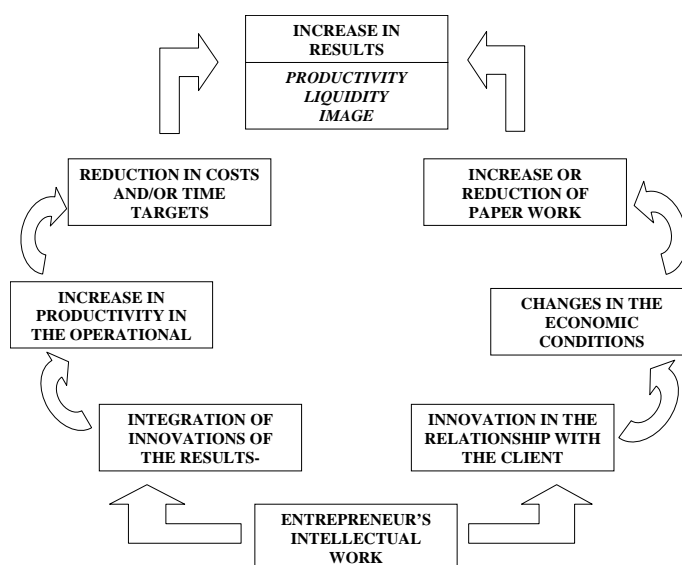 INCREASE IN
RESULTS
PRODUCTIVITY
LIQUIDITY
IMAGE
REDUCTION IN COSTS
AND/OR TIME
TARGETS
INCREASE OR
REDUCTION OF
PAPER WORK
INCREASE IN
PRODUCTIVITY IN
THE OPERATIONAL
CHANGES IN THE
ECONOMIC
CONDITIONS
INTEGRATION OF
INNOVATIONS OF
THE RESULTS-
INNOVATION IN THE
RELATIONSHIP WITH
THE CLIENT
ENTREPRENEUR’S
INTELLECTUAL
WORK